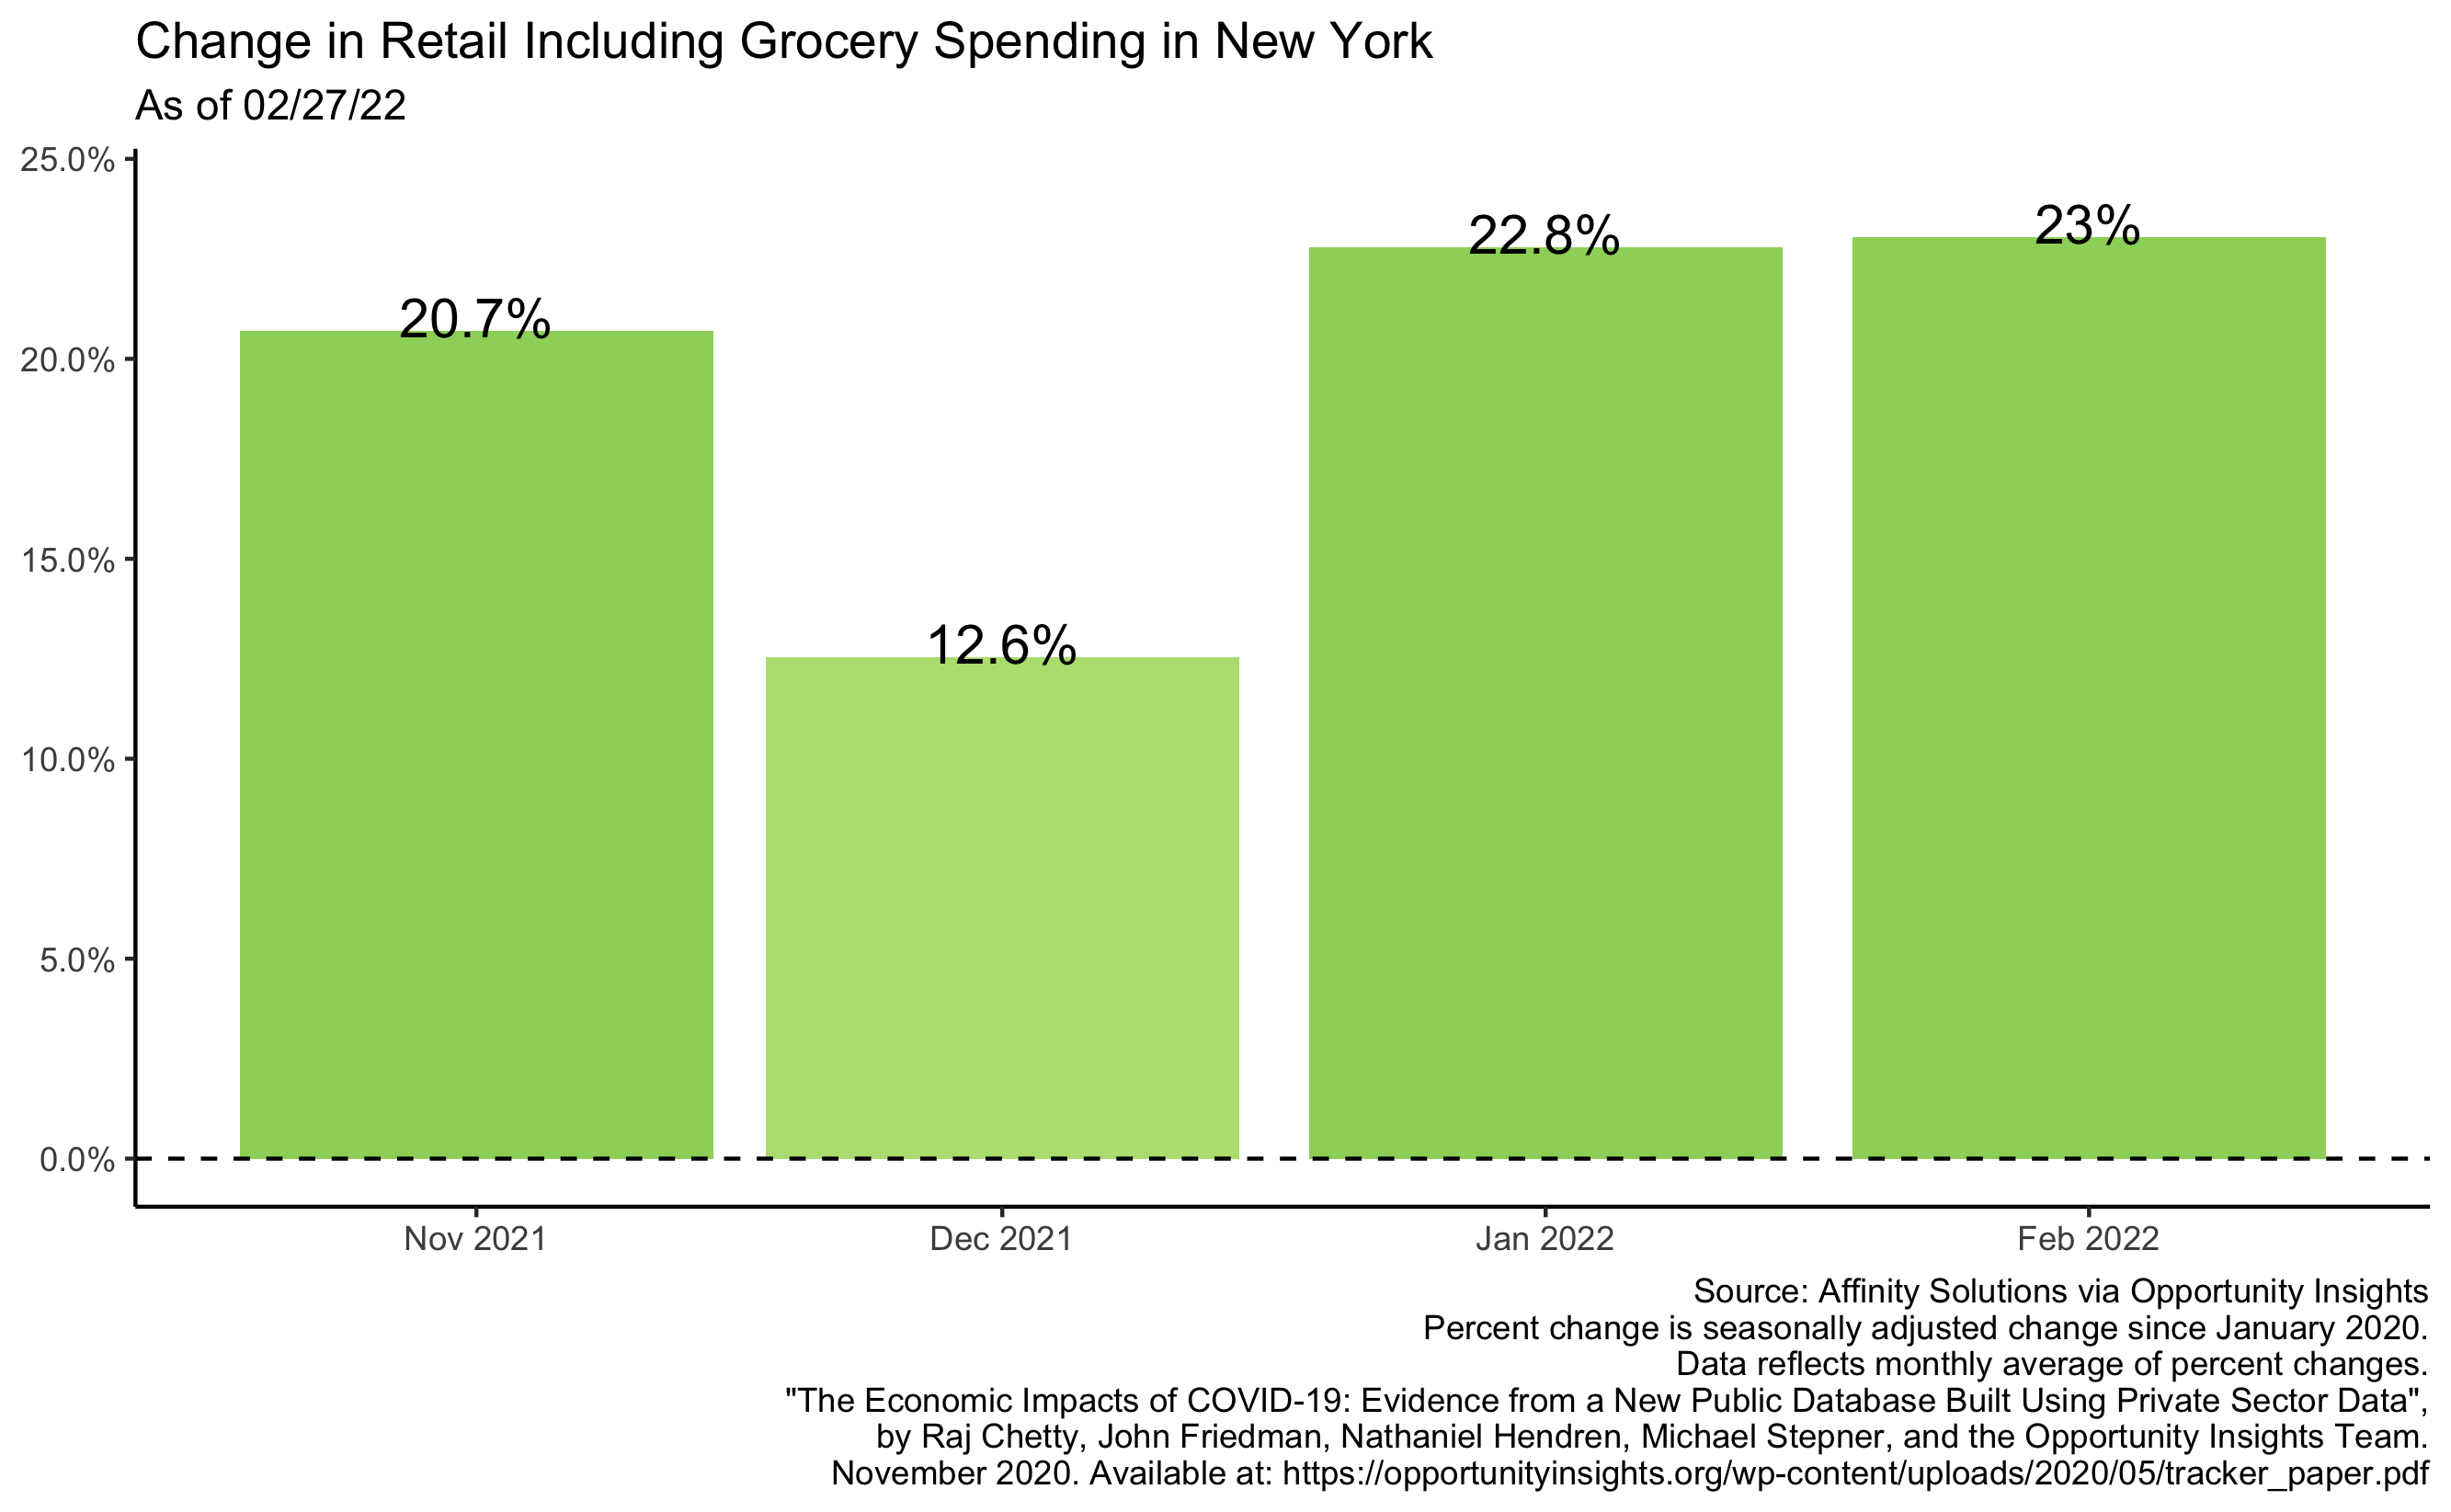 Change in Retail Including Grocery Spending in New York
As of 02/27/22
25.0%
20.0%
15.0%
10.0%
5.0%
0.0%
20.7%
12.6%
22.8%
23%
Nov 2021
Dec 2021
Jan 2022
Feb 2022
Source: Affinity Solutions via Opportunity Insights
Percent change is seasonally adjusted change since January 2020.
Data reflects monthly average of percent changes.
"The Economic Impacts of COVID-19: Evidence from a New Public Database Built Using Private Sector Data",
by Raj Chetty, John Friedman, Nathaniel Hendren, Michael Stepner, and the Opportunity Insights Team.
November 2020. Available at: https://opportunityinsights.org/wp-content/uploads/2020/05/tracker_paper.pdf